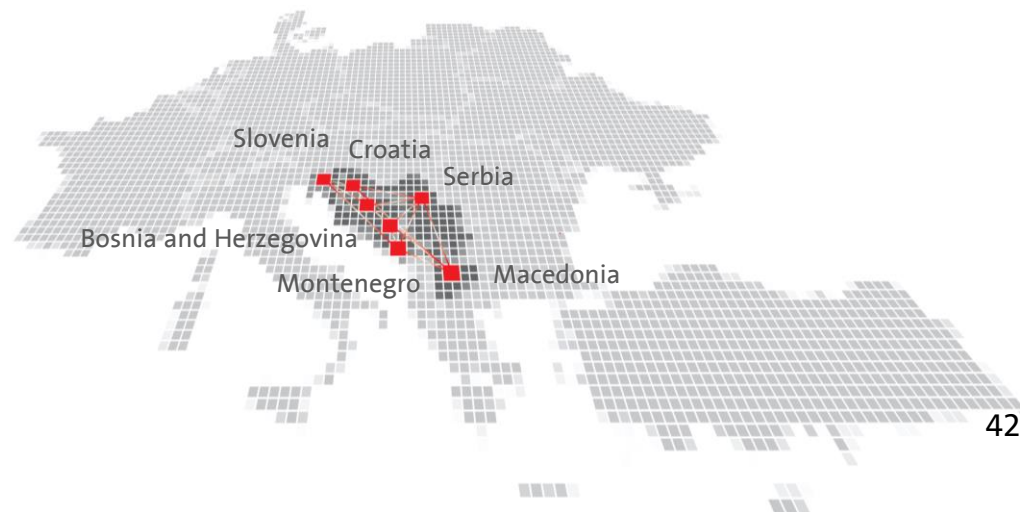 Slovenia
Croatia
Serbia
Bosnia and Herzegovina
Montenegro
Macedonia
42